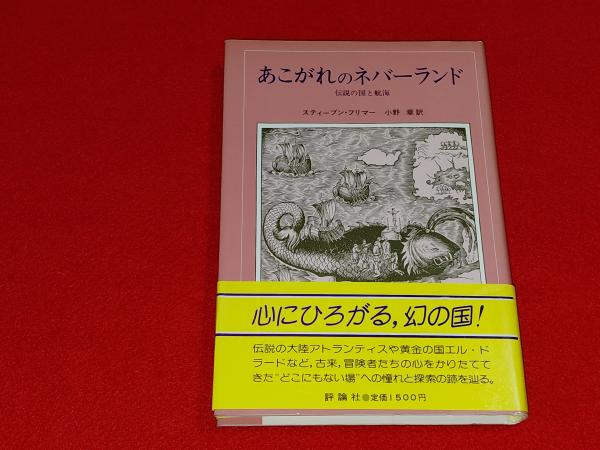 あこがれのネバーランド
伝説の国と航海
スティーブン・フリマー 小野 章 訳
心にひろがる,幻の国!
伝説の大陸アトランティスや黄金の国エル・ド
ラードなど,古来,冒険者たちの心をかりたてて
きた“どこにもない場”への憧れと探索の跡を辿る。
評論社●定価1500円